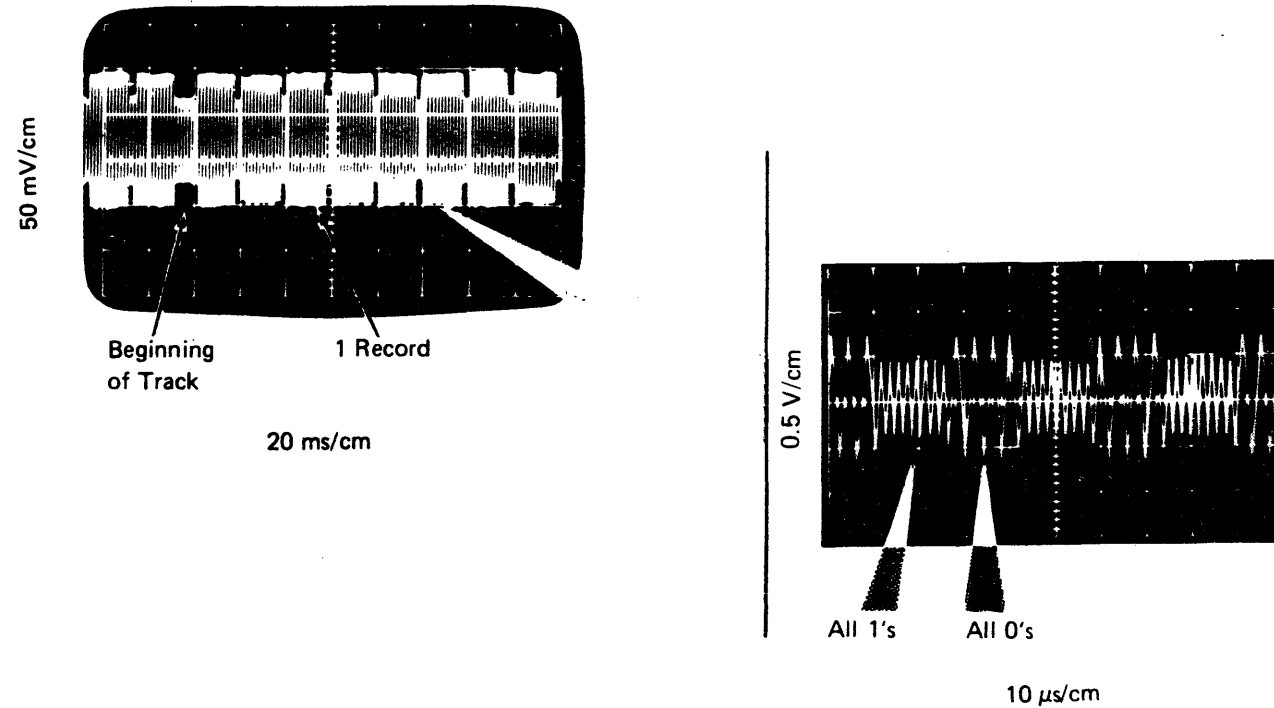 50 mV/cm
Beginning
of Track
1 Record
20 ms/cm
0.5 V/cm
All 1's
All 0's
10 µs/cm